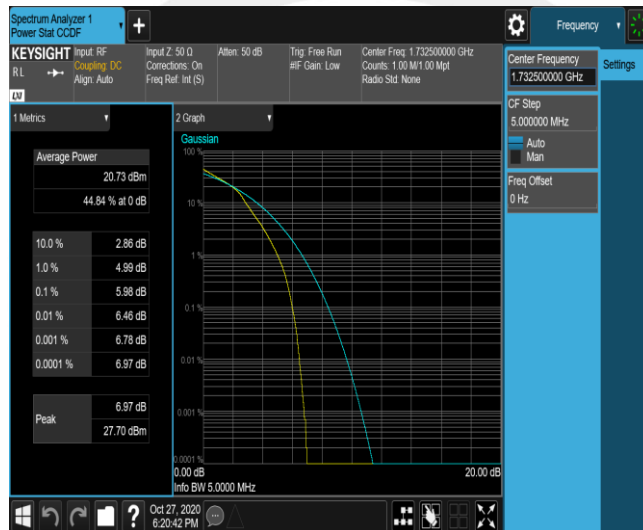 Spectrum Analyzer 1
Power Stat CCDF
+
Frequency
KEYSIGHT
RL
LXI
Input: RF
Coupling: DC
Align: Auto
Input Z: 50 Ω
Corrections: On
Freq Ref: Int (S)
Atten: 50 dB
Trig: Free Run
#IF Gain: Low
Center Freq: 1.732500000 GHz
Counts: 1.00 M/1.00 Mpt
Radio Std: None
Center Frequency
1.732500000 GHz
Settings
CF Step
5.000000 MHz
Auto
Man
Freq Offset
0 Hz
1 Metrics
Average Power
20.73 dBm
44.84 % at 0 dB
10.0 % 2.86 dB
1.0 % 4.99 dB
0.1 % 5.98 dB
0.01 % 6.46 dB
0.001 % 6.78 dB
0.0001 % 6.97 dB
Peak
6.97 dB
27.70 dBm
2 Graph
Gaussian
100 %
10 %
1 %
0.1 %
0.01 %
0.001 %
0.0001 %
0.00 dB
20.00 dB
Info BW 5.0000 MHz
?
Oct 27, 2020
6:20:42 PM